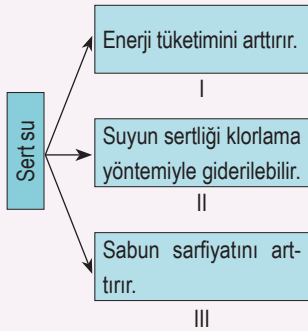 Sert su
Enerji tüketimini arttırır.
I
Suyun sertliği klorlama
yöntemiyle giderilebilir.
II
Sabun sarfiyatını art-
tırır.
III